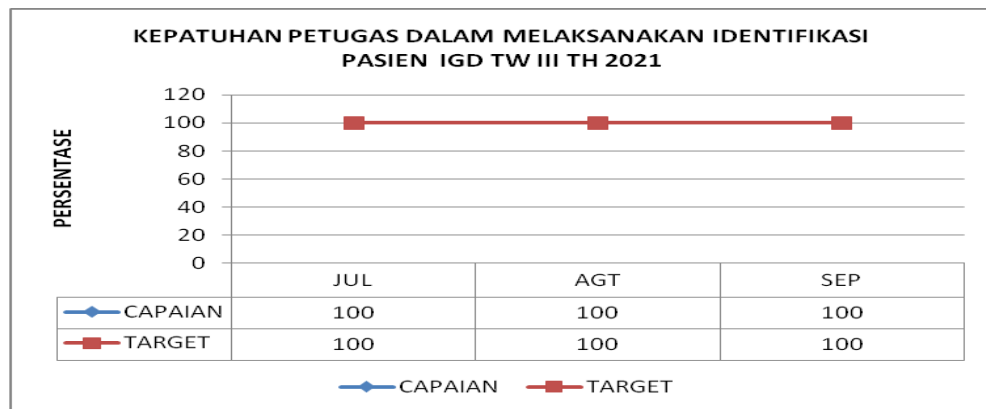 KEPATUHAN PETUGAS DALAM MELAKSANAKAN IDENTIFIKASI
PASIEN IGD TW III TH 2021
PERSENTASE
120
100
80
60
40
20
0
JUL AGT SEP
CAPAIAN 100 100 100
TARGET 100 100 100
CAPAIAN TARGET